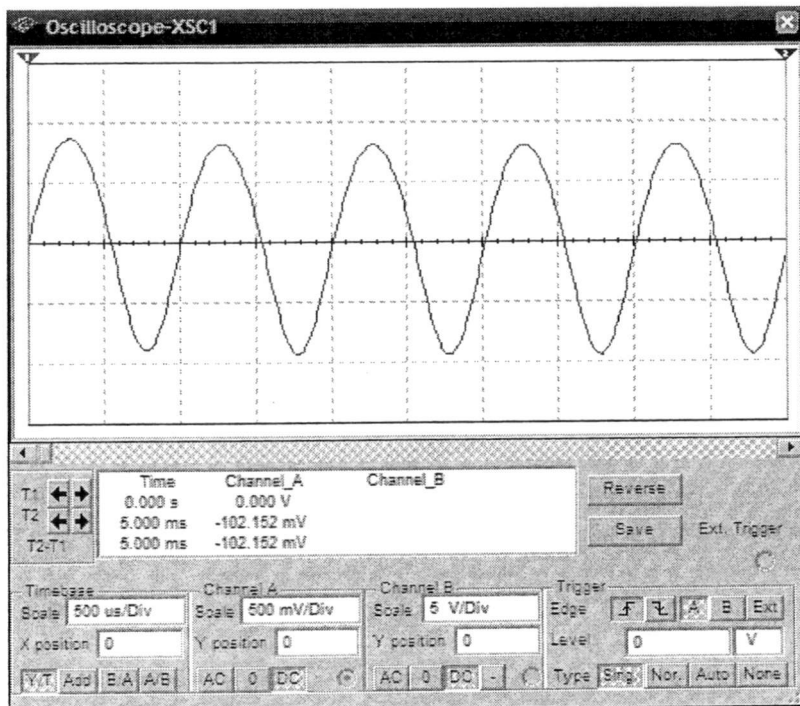 Oscilloscope-XSC1
1 2
Time Channel_A Channel_B
T1 0.000 s 0.000 V
T2 5.000 ms -102.152 mV
T2-T1 5.000 ms -102.152 mV
Reverse
Save Ext. Trigger
Timebase Channel A Channel B Trigger
Scale 500 us/Div Scale 500 mV/Div Scale 5 V/Div Edge A B Ext
X position 0 Y position 0 Y position 0 Level 0 V
Y/T Add B/A A/B AC 0 DC AC 0 DC - Type Sing. Nor. Auto None